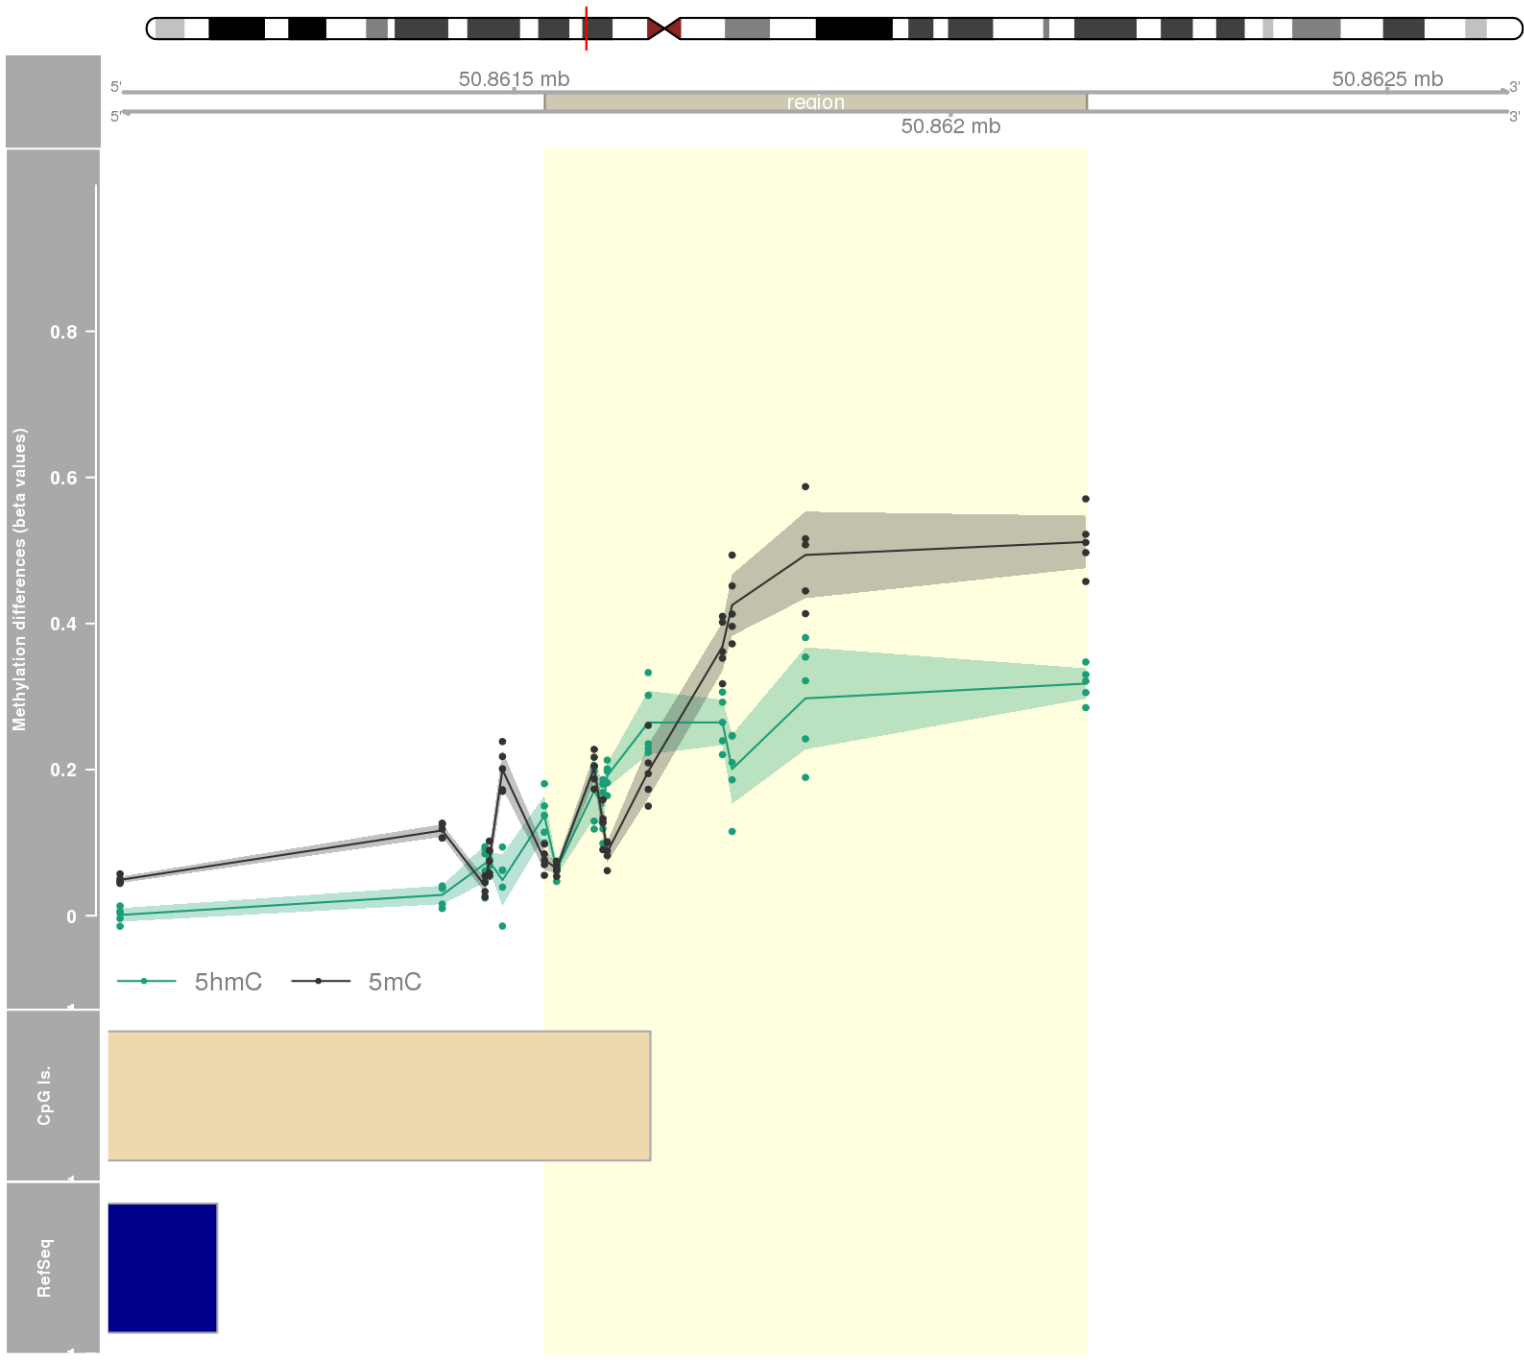 50.8615 mb
50.8625 mb
5'
3'
region
5'
3'
50.862 mb
Methylation differences (beta values)
0.8
0.6
0.4
0.2
0
5hmC
5mC
CpG Is.
RefSeq